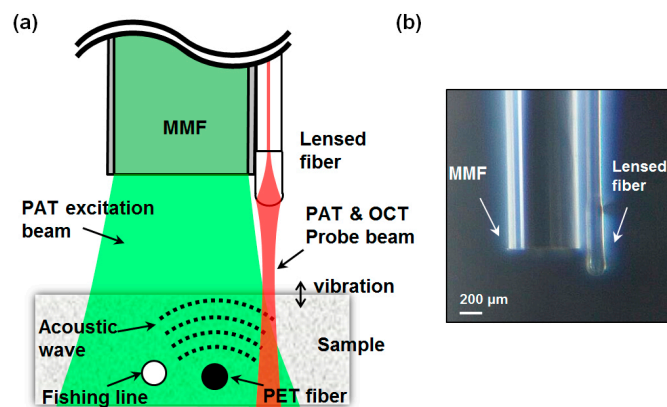 (a)
MMF
Lensed
fiber
PAT excitation
beam
PAT & OCT
Probe beam
vibration
Acoustic
wave
Sample
Fishing line
PET fiber
(b)
MMF
Lensed
fiber
200 μm